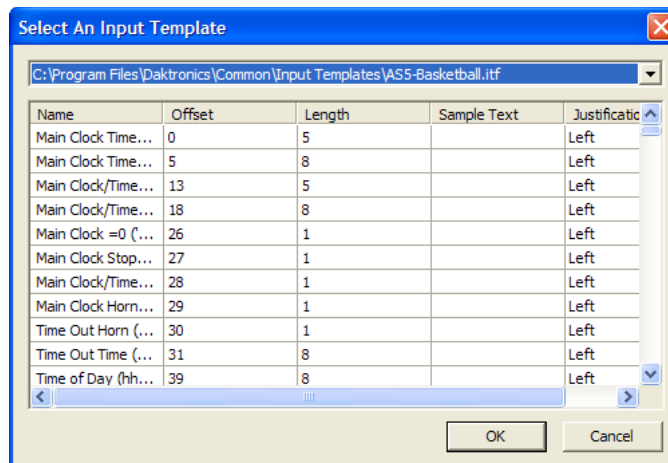 Select An Input Template
C:\Program Files\Daktronics\Common\Input Templates\AS5-Basketball.itf
Name Offset Length Sample Text Justificatic
Main Clock Time... 0 5 Left
Main Clock Time... 5 8 Left
Main Clock/Time... 13 5 Left
Main Clock/Time... 18 8 Left
Main Clock =0 ('... 26 1 Left
Main Clock Stop... 27 1 Left
Main Clock/Time... 28 1 Left
Main Clock Horn... 29 1 Left
Time Out Horn (... 30 1 Left
Time Out Time (... 31 8 Left
Time of Day (hh... 39 8 Left
OK Cancel